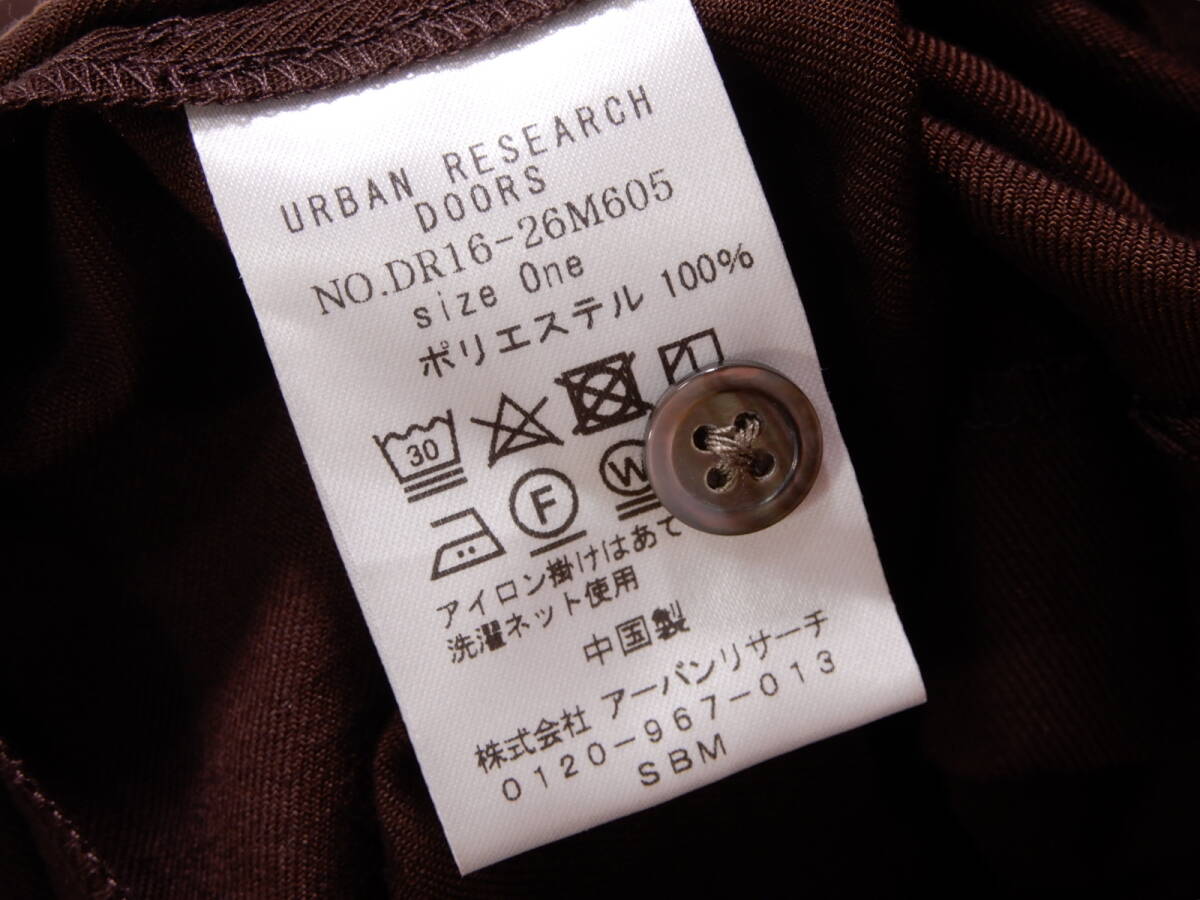 URBAN RESEARCH
DOORS
NO.DR16-26M605
size One
ポリエステル 100%
30
F W
アイロン掛けはあて
洗濯ネット使用
中国製
株式会社 アーバンリサーチ
0120-967-013
SBM